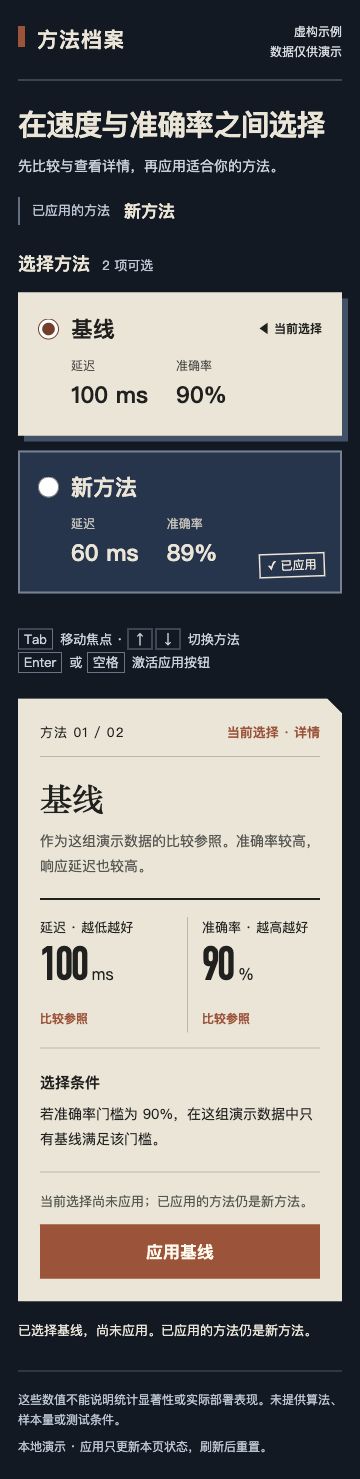 方法档案
虚构示例
数据仅供演示
在速度与准确率之间选择
先比较与查看详情，再应用适合你的方法。
已应用的方法 新方法
选择方法 2 项可选
基线 ◀ 当前选择
延迟 准确率
100 ms 90%
新方法
延迟 准确率
60 ms 89%
✓ 已应用
Tab 移动焦点 · ↑ ↓ 切换方法
Enter 或 空格 激活应用按钮
方法 01 / 02 当前选择 · 详情
基线
作为这组演示数据的比较参照。准确率较高，
响应延迟也较高。
延迟 · 越低越好 准确率 · 越高越好
100 ms 90 %
比较参照 比较参照
选择条件
若准确率门槛为 90%，在这组演示数据中只
有基线满足该门槛。
当前选择尚未应用；已应用的方法仍是新方法。
应用基线
已选择基线，尚未应用。已应用的方法仍是新方法。
这些数值不能说明统计显著性或实际部署表现。未提供算法、
样本量或测试条件。
本地演示 · 应用只更新本页状态，刷新后重置。